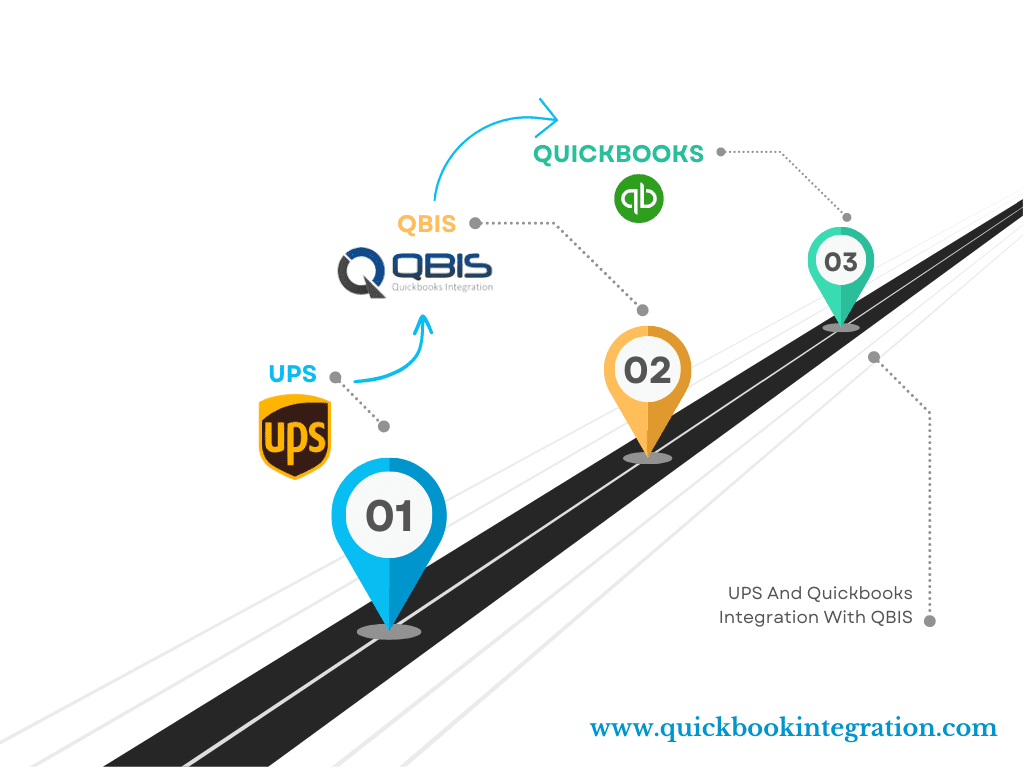 QUICKBOOKS
qb
QBIS
QBIS
Quickbooks Integration
03
UPS
ups
02
01
UPS And Quickbooks
Integration With QBIS
www.quickbookintegration.com